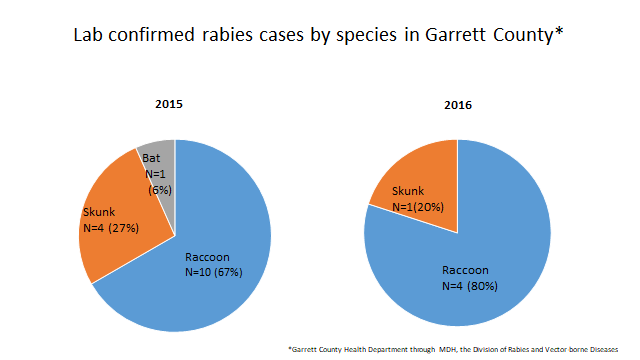 Lab confirmed rabies cases by species in Garrett County*
2015
Bat
N=1
(6%)
Skunk
N=4 (27%)
Raccoon
N=10 (67%)
2016
Skunk
N=1(20%)
Raccoon
N=4 (80%)
*Garrett County Health Department through MDH, the Division of Rabies and Vector-borne Diseases